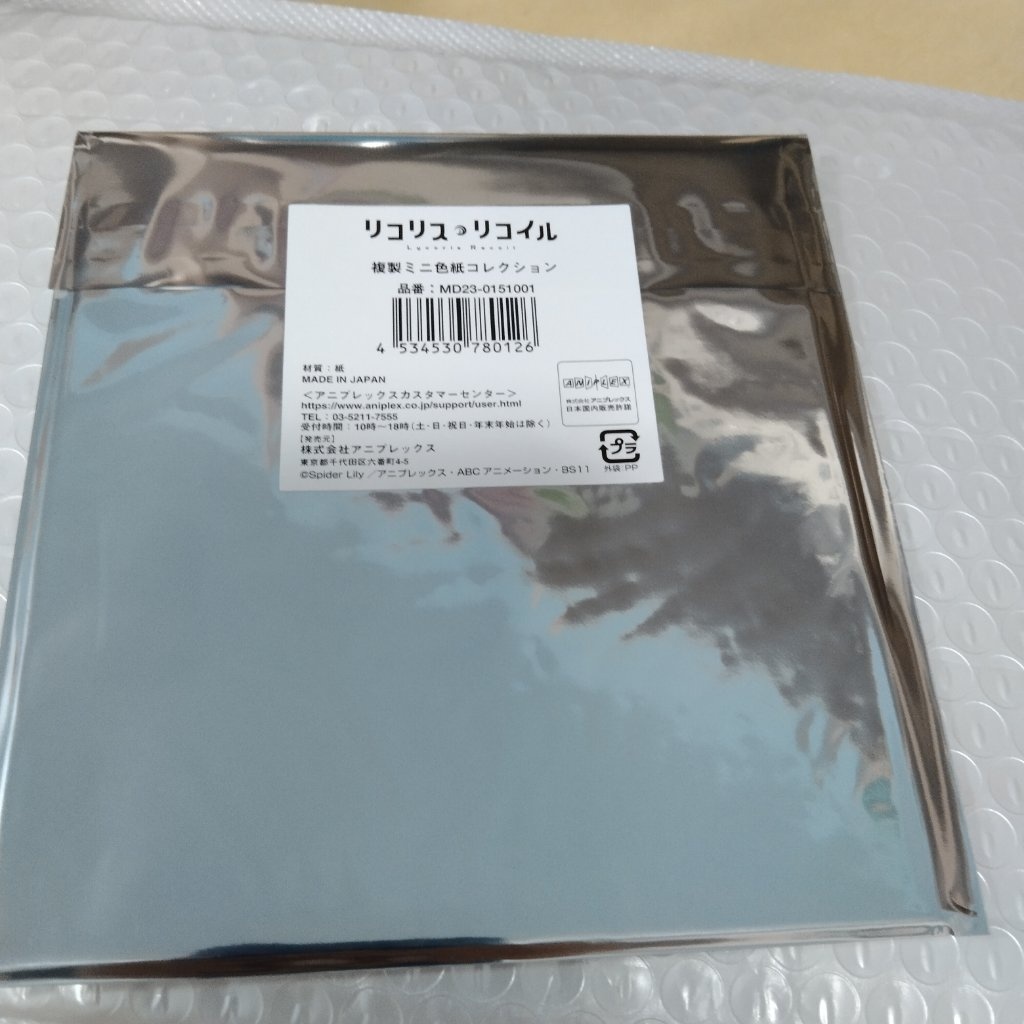 リコリス リコイル
Lycoris Recoil
複製ミニ色紙コレクション
品番：MD23-0151001
4 534530 780126
材質：紙
MADE IN JAPAN
＜アニプレックスカスタマーセンター＞
https://www.aniplex.co.jp/support/user.html
TEL：03-5211-7555
受付時間：10時～18時(土・日・祝日・年末年始は除く)
【発売元】
株式会社アニプレックス
東京都千代田区六番町4-5
©Spider Lily／アニプレックス・ABCアニメーション・BS11
ANIPLEX
株式会社アニプレックス
日本国内販売許諾
プラ
外袋：PP